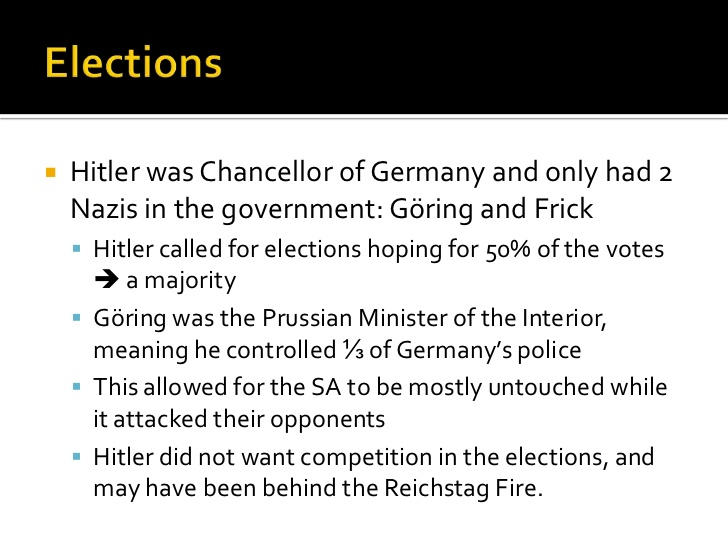 Elections
Hitler was Chancellor of Germany and only had 2
Nazis in the government: Göring and Frick
Hitler called for elections hoping for 50% of the votes
➔ a majority
Göring was the Prussian Minister of the Interior,
meaning he controlled ⅓ of Germany’s police
This allowed for the SA to be mostly untouched while
it attacked their opponents
Hitler did not want competition in the elections, and
may have been behind the Reichstag Fire.